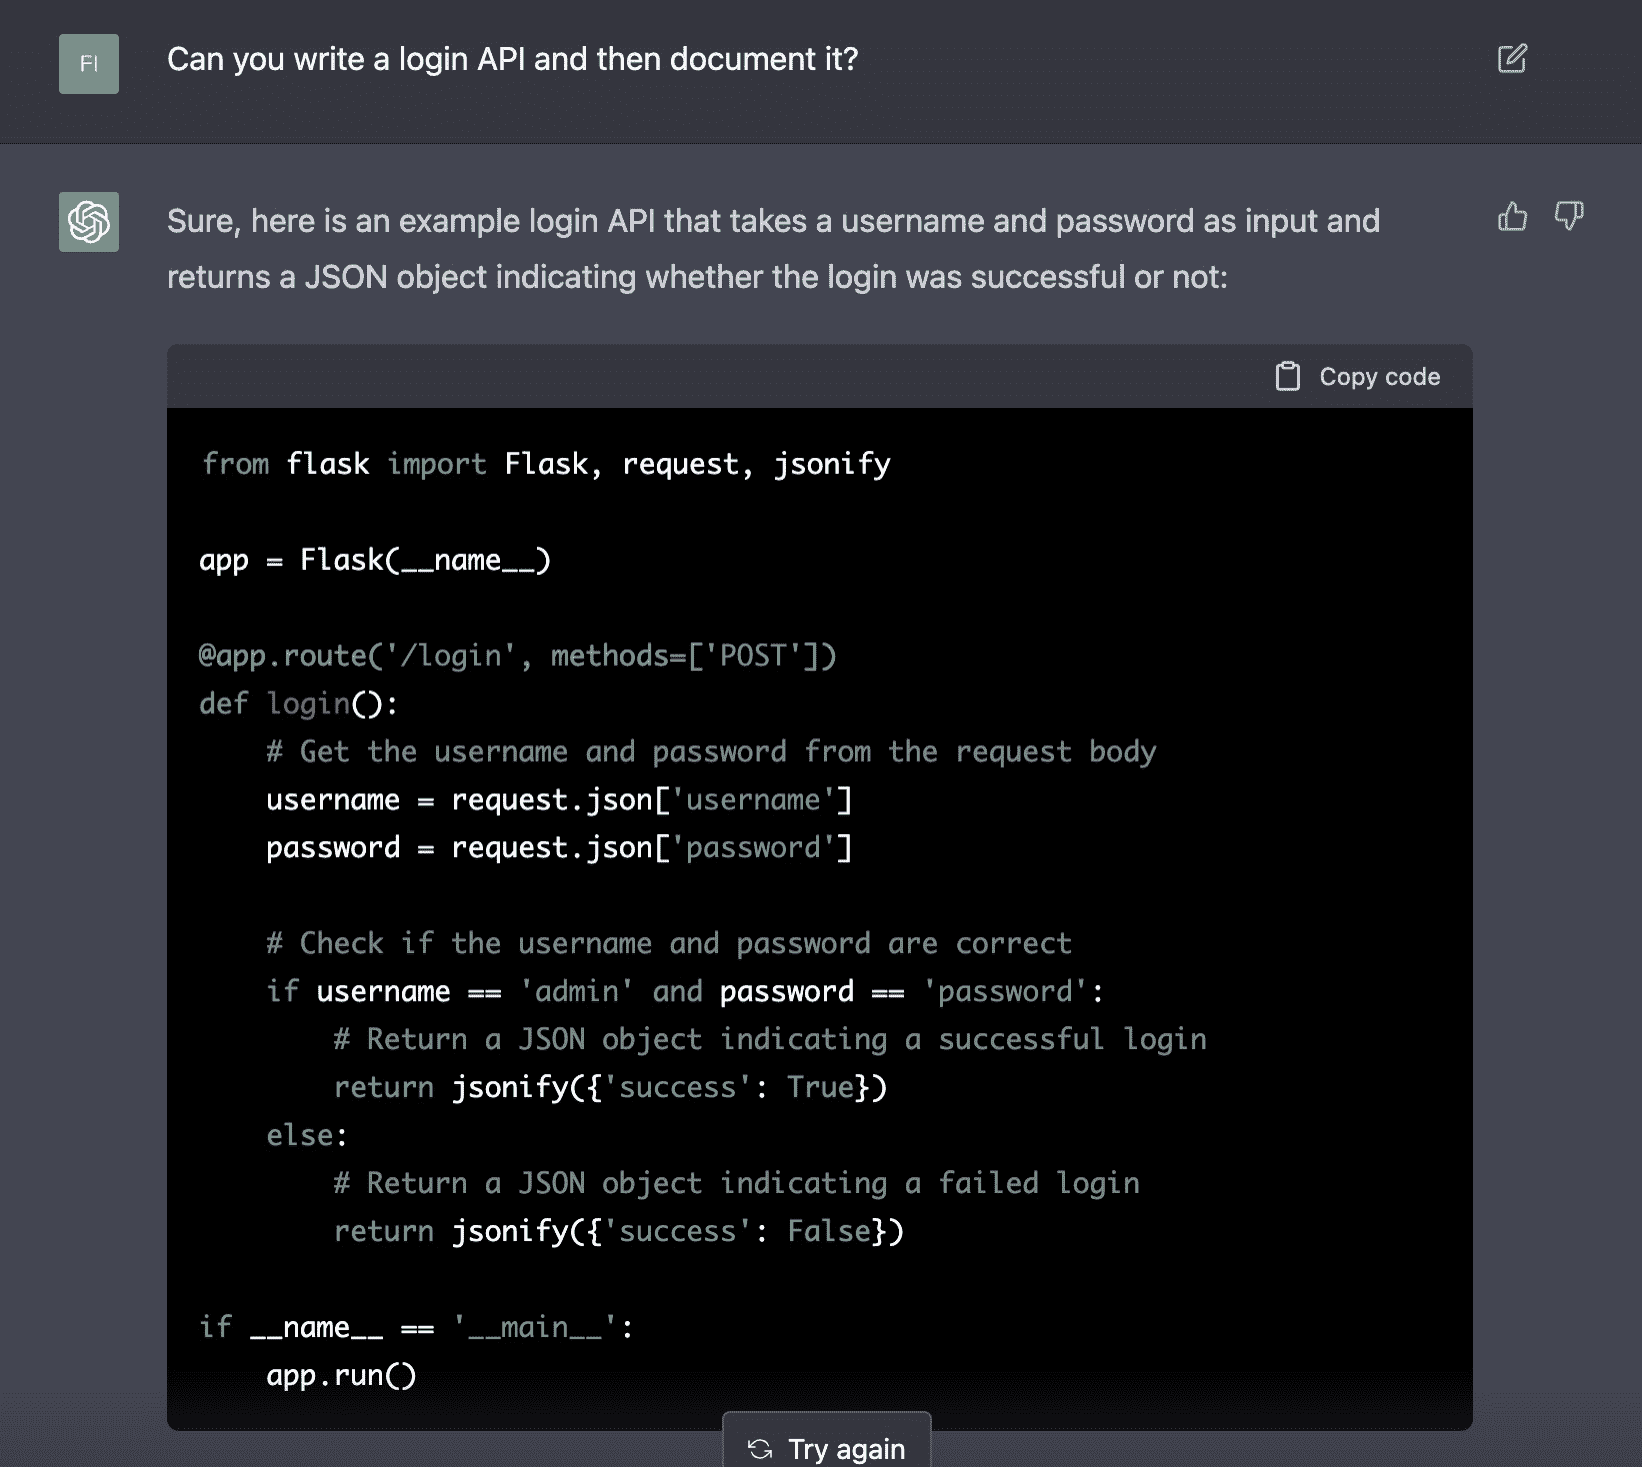 FI
Can you write a login API and then document it?
Sure, here is an example login API that takes a username and password as input and
returns a JSON object indicating whether the login was successful or not:
Copy code
from flask import Flask, request, jsonify
app = Flask(__name__)
@app.route('/login', methods=['POST'])
def login():
    # Get the username and password from the request body
    username = request.json['username']
    password = request.json['password']
    # Check if the username and password are correct
    if username == 'admin' and password == 'password':
        # Return a JSON object indicating a successful login
        return jsonify({'success': True})
    else:
        # Return a JSON object indicating a failed login
        return jsonify({'success': False})
if __name__ == '__main__':
    app.run()
Try again